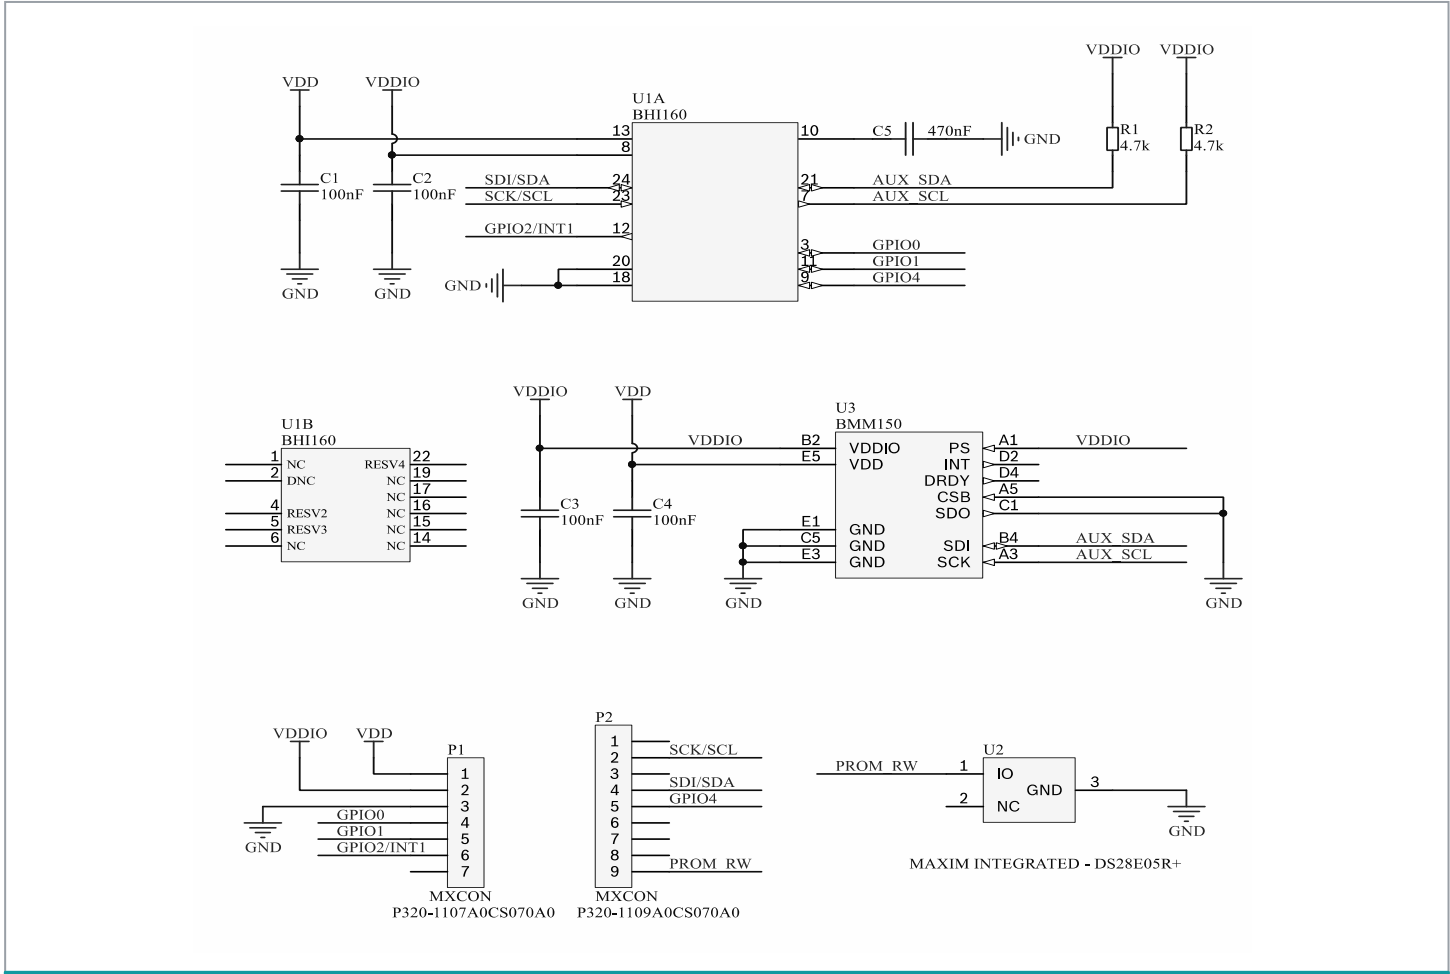 VDDIO VDDIO
VDD VDDIO
U1A
BHI160
13 10 C5 470nF GND R1 R2
8 4.7k 4.7k
C1 C2 SDI/SDA 24 21 AUX_SDA
100nF 100nF SCK/SCL 23 7 AUX_SCL
GPIO2/INT1 12
3 GPIO0
20 11 GPIO1
GND 18 9 GPIO4
GND GND
VDDIO VDD
U3
BMM150
U1B
BHI160
VDDIO B2 VDDIO PS A1 VDDIO
1 NC RESV4 22 E5 VDD INT D2
2 DNC NC 19 DRDY D4
NC 17 C3 C4 CSB A5
4 RESV2 NC 16 100nF 100nF SDO C1
5 RESV3 NC 15 E1 GND
6 NC NC 14 C5 GND SDI B4 AUX_SDA
E3 GND SCK A3 AUX_SCL
GND GND GND GND
P2
VDDIO VDD
P1
1
2 SCK/SCL
U2
1 3 PROM_RW 1 IO
2 4 SDI/SDA GND 3
3 5 GPIO4 2 NC
GPIO0 4 6
GPIO1 5 7
GND GND
GPIO2/INT1 6 8
7 9 PROM_RW
MAXIM INTEGRATED - DS28E05R+
MXCON MXCON
P320-1107A0CS070A0 P320-1109A0CS070A0